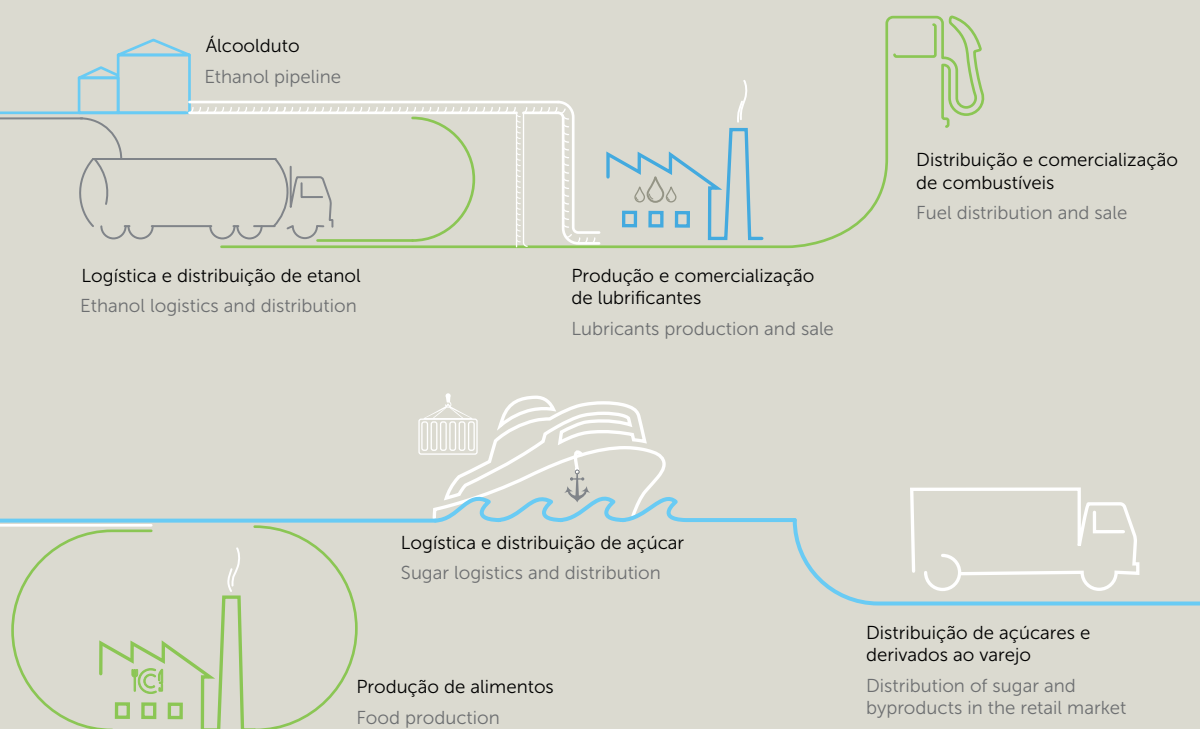 Álcoolduto
Ethanol pipeline
Distribuição e comercialização
de combustíveis
Fuel distribution and sale
Logística e distribuição de etanol
Ethanol logistics and distribution
Produção e comercialização
de lubrificantes
Lubricants production and sale
Logística e distribuição de açúcar
Sugar logistics and distribution
Distribuição de açúcares e
derivados ao varejo
Distribution of sugar and
byproducts in the retail market
Produção de alimentos
Food production